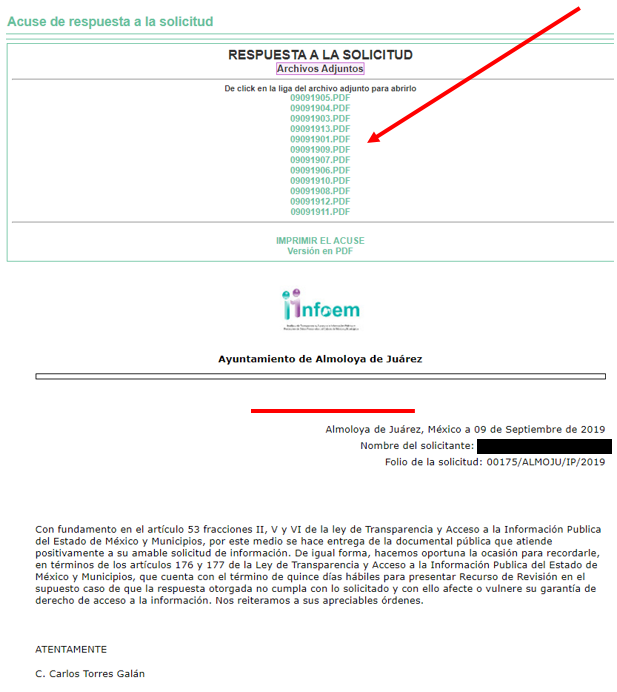 Acuse de respuesta a la solicitud
RESPUESTA A LA SOLICITUD
Archivos Adjuntos
De click en la liga del archivo adjunto para abrirlo
09091905.PDF
09091904.PDF
09091903.PDF
09091913.PDF
09091901.PDF
09091909.PDF
09091907.PDF
09091906.PDF
09091910.PDF
09091908.PDF
09091912.PDF
09091911.PDF
IMPRIMIR EL ACUSE
Versión en PDF
infoem
Ayuntamiento de Almoloya de Juárez
Almoloya de Juárez, México a 09 de Septiembre de 2019
Nombre del solicitante:
Folio de la solicitud: 00175/ALMOJU/IP/2019
Con fundamento en el artículo 53 fracciones II, V y VI de la ley de Transparencia y Acceso a la Información Publica
del Estado de México y Municipios, por este medio se hace entrega de la documental pública que atiende
positivamente a su amable solicitud de información. De igual forma, hacemos oportuna la ocasión para recordarle,
en términos de los artículos 176 y 177 de la Ley de Transparencia y Acceso a la Información Publica del Estado de
México y Municipios, que cuenta con el término de quince días hábiles para presentar Recurso de Revisión en el
supuesto caso de que la respuesta otorgada no cumpla con lo solicitado y con ello afecte o vulnere su garantía de
derecho de acceso a la información. Nos reiteramos a sus apreciables órdenes.
ATENTAMENTE
C. Carlos Torres Galán